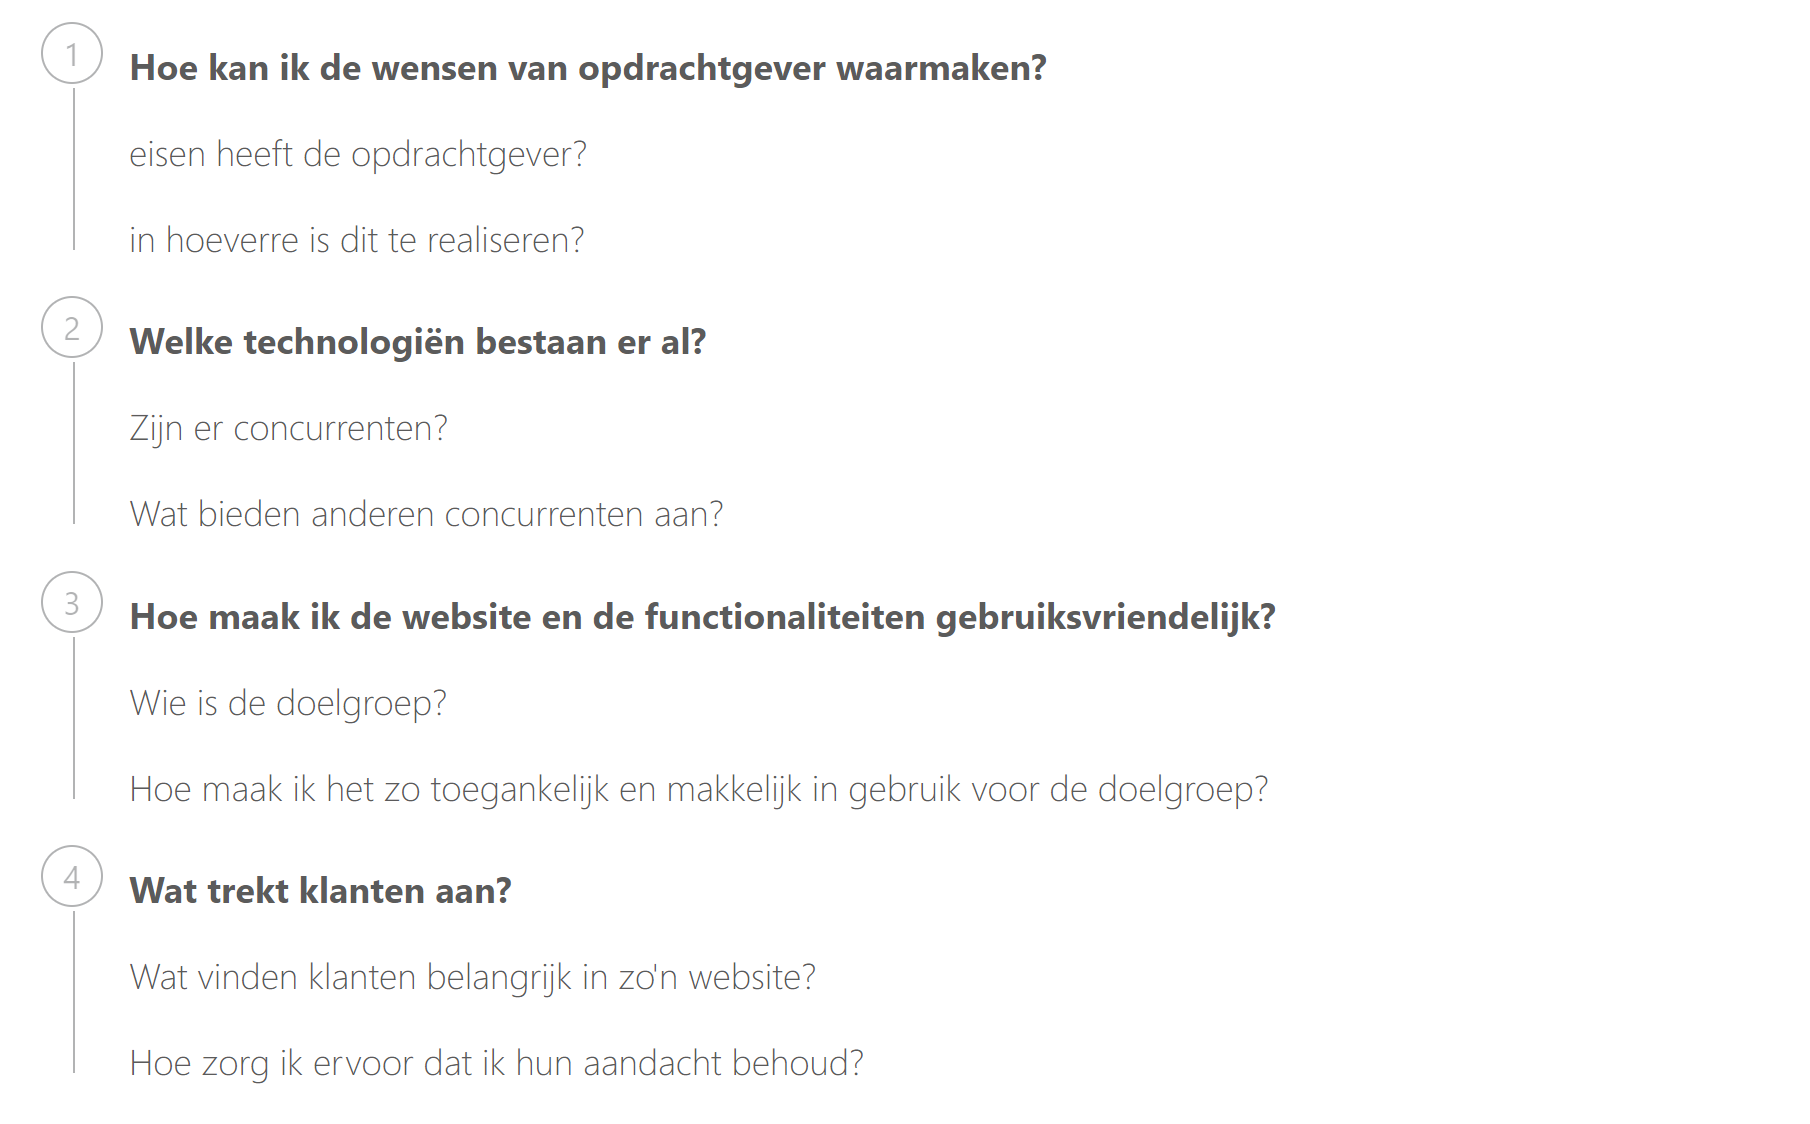 1
Hoe kan ik de wensen van opdrachtgever waarmaken?
eisen heeft de opdrachtgever?
in hoeverre is dit te realiseren?
2
Welke technologiën bestaan er al?
Zijn er concurrenten?
Wat bieden anderen concurrenten aan?
3
Hoe maak ik de website en de functionaliteiten gebruiksvriendelijk?
Wie is de doelgroep?
Hoe maak ik het zo toegankelijk en makkelijk in gebruik voor de doelgroep?
4
Wat trekt klanten aan?
Wat vinden klanten belangrijk in zo'n website?
Hoe zorg ik ervoor dat ik hun aandacht behoud?